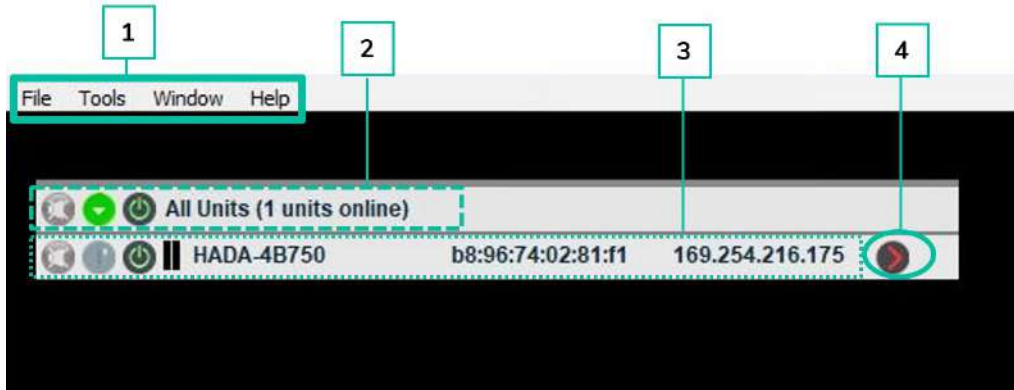 1
2
3
4
File Tools Window Help
All Units (1 units online)
HADA-4B750 b8:96:74:02:81:f1 169.254.216.175